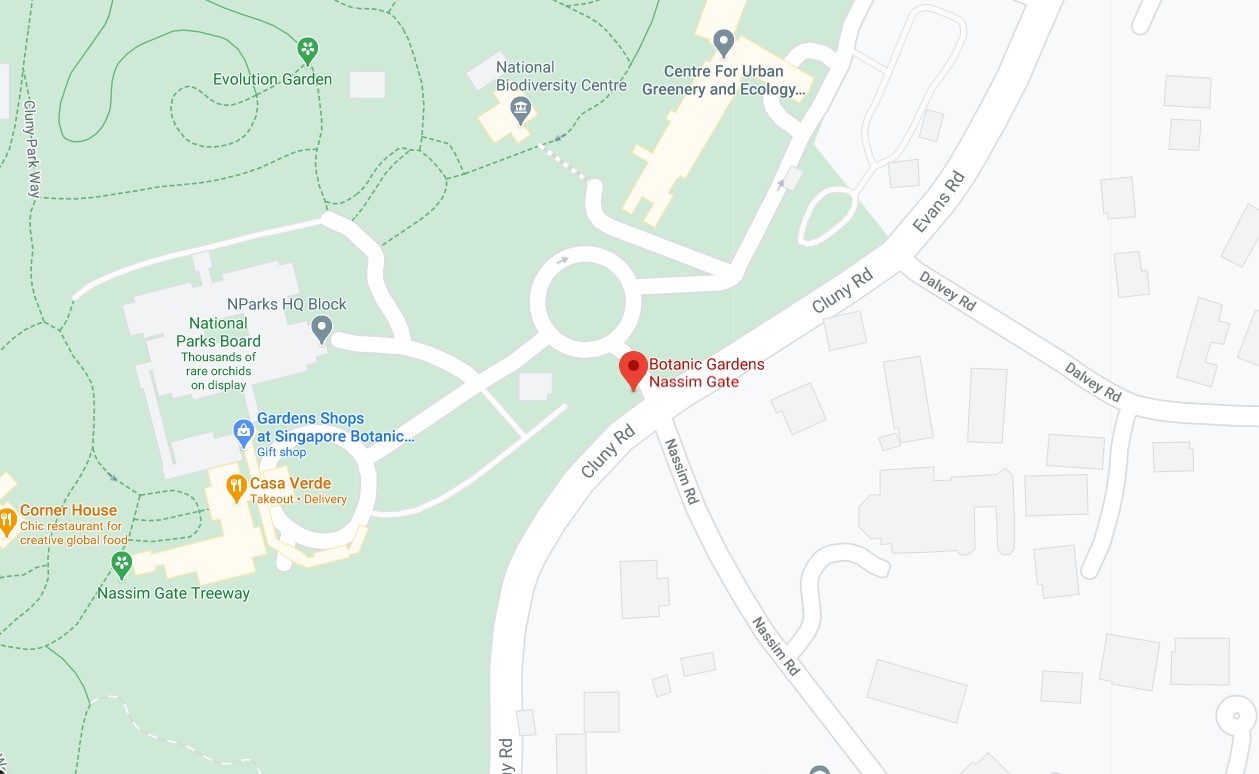 Evolution Garden
National
Biodiversity Centre
Centre For Urban
Greenery and Ecology...
Cluny Park Way
Evans Rd
Cluny Rd
Dalvey Rd
NParks HQ Block
National
Parks Board
Thousands of
rare orchids
on display
Botanic Gardens
Nassim Gate
Dalvey Rd
Gardens Shops
at Singapore Botanic...
Gift shop
Cluny Rd
Nassim Rd
Casa Verde
Takeout • Delivery
Corner House
Chic restaurant for
creative global food
Nassim Gate Treeway
Nassim Rd
y Rd